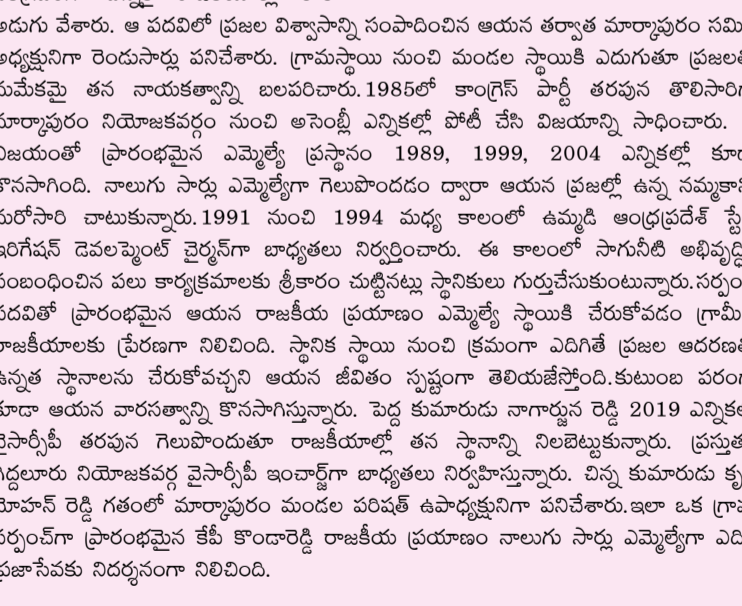 అడుగు వేశారు. ఆ పదవిలో ప్రజల విశ్వాసాన్ని సంపాదించిన ఆయన తర్వాత మార్కాపురం సమి
అధ్యక్షునిగా రెండుసార్లు పనిచేశారు. గ్రామస్థాయి నుంచి మండల స్థాయికి ఎదుగుతూ
తన నాయకత్వాన్ని బలపరిచారు.1985లో కాంగ్రెస్ పార్టీ తరపున తొలిసారిగ
మార్కాపురం నియోజకవర్గం నుంచి అసెంబ్లీ ఎన్నికల్లో పోటీ చేసి విజయాన్ని సాధించారు.
విజయంతో ప్రారంభమైన ఎమ్మెల్యే ప్రస్థానం 1989, 1999, 2004 ఎన్నికల్లో కూడ
కొనసాగింది. నాలుగు సార్లు ఎమ్మెల్యేగా గెలుపొందడం ద్వారా ఆయన ప్రజల్లో ఉన్న నమ్మకాన
మరోసారి చాటుకున్నారు.1991 నుంచి 1994 మధ్య కాలంలో ఉమ్మడి ఆంధ్రప్రదేశ్ స్టే
ఇరిగేషన్ డెవలప్మెంట్ చైర్మన్‌గా బాధ్యతలు నిర్వర్తించారు. ఈ కాలంలో సాగునీటి అభివృద్ధి
సంబంధించిన పలు కార్యక్రమాలకు శ్రీకారం చుట్టినట్లు స్థానికులు గుర్తుచేసుకుంటున్నారు.సర్పం
పదవితో ప్రారంభమైన ఆయన రాజకీయ ప్రయాణం ఎమ్మెల్యే స్థాయికి చేరుకోవడం గ్రామీ
రాజకీయాలకు ప్రేరణగా నిలిచింది. స్థానిక స్థాయి నుంచి క్రమంగా ఎదిగితే ప్రజల ఆదరణత
ఉన్నత స్థానాలను చేరుకోవచ్చని ఆయన జీవితం స్పష్టంగా తెలియజేస్తోంది.కుటుంబ పరంగ
కూడా ఆయన వారసత్వాన్ని కొనసాగిస్తున్నారు. పెద్ద కుమారుడు నాగార్జున రెడ్డి 2019 ఎన్నికల
వైసార్సీపీ తరపున గెలుపొందుతూ రాజకీయాల్లో తన స్థానాన్ని నిలబెట్టుకున్నారు. ప్రస్తుత
గిద్దలూరు నియోజకవర్గ వైసార్సీపీ ఇంచార్జ్‌గా బాధ్యతలు నిర్వహిస్తున్నారు. చిన్న కుమారుడు కృ
మోహన్ రెడ్డి గతంలో మార్కాపురం మండల పరిషత్ ఉపాధ్యక్షునిగా పనిచేశారు.ఇలా ఒక గ్రా
సర్పంచ్‌గా ప్రారంభమైన కేపీ కొండారెడ్డి రాజకీయ ప్రయాణం నాలుగు సార్లు ఎమ్మెల్యేగా ఎది
ప్రజాసేవకు నిదర్శనంగా నిలిచింది.